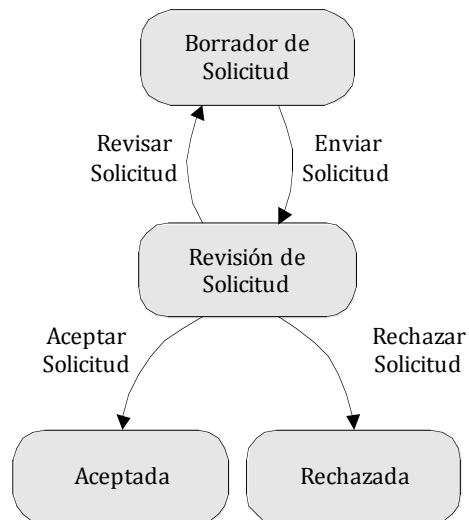 Borrador de
Solicitud
Revisar
Solicitud
Enviar
Solicitud
Revisión de
Solicitud
Aceptar
Solicitud
Rechazar
Solicitud
Aceptada
Rechazada